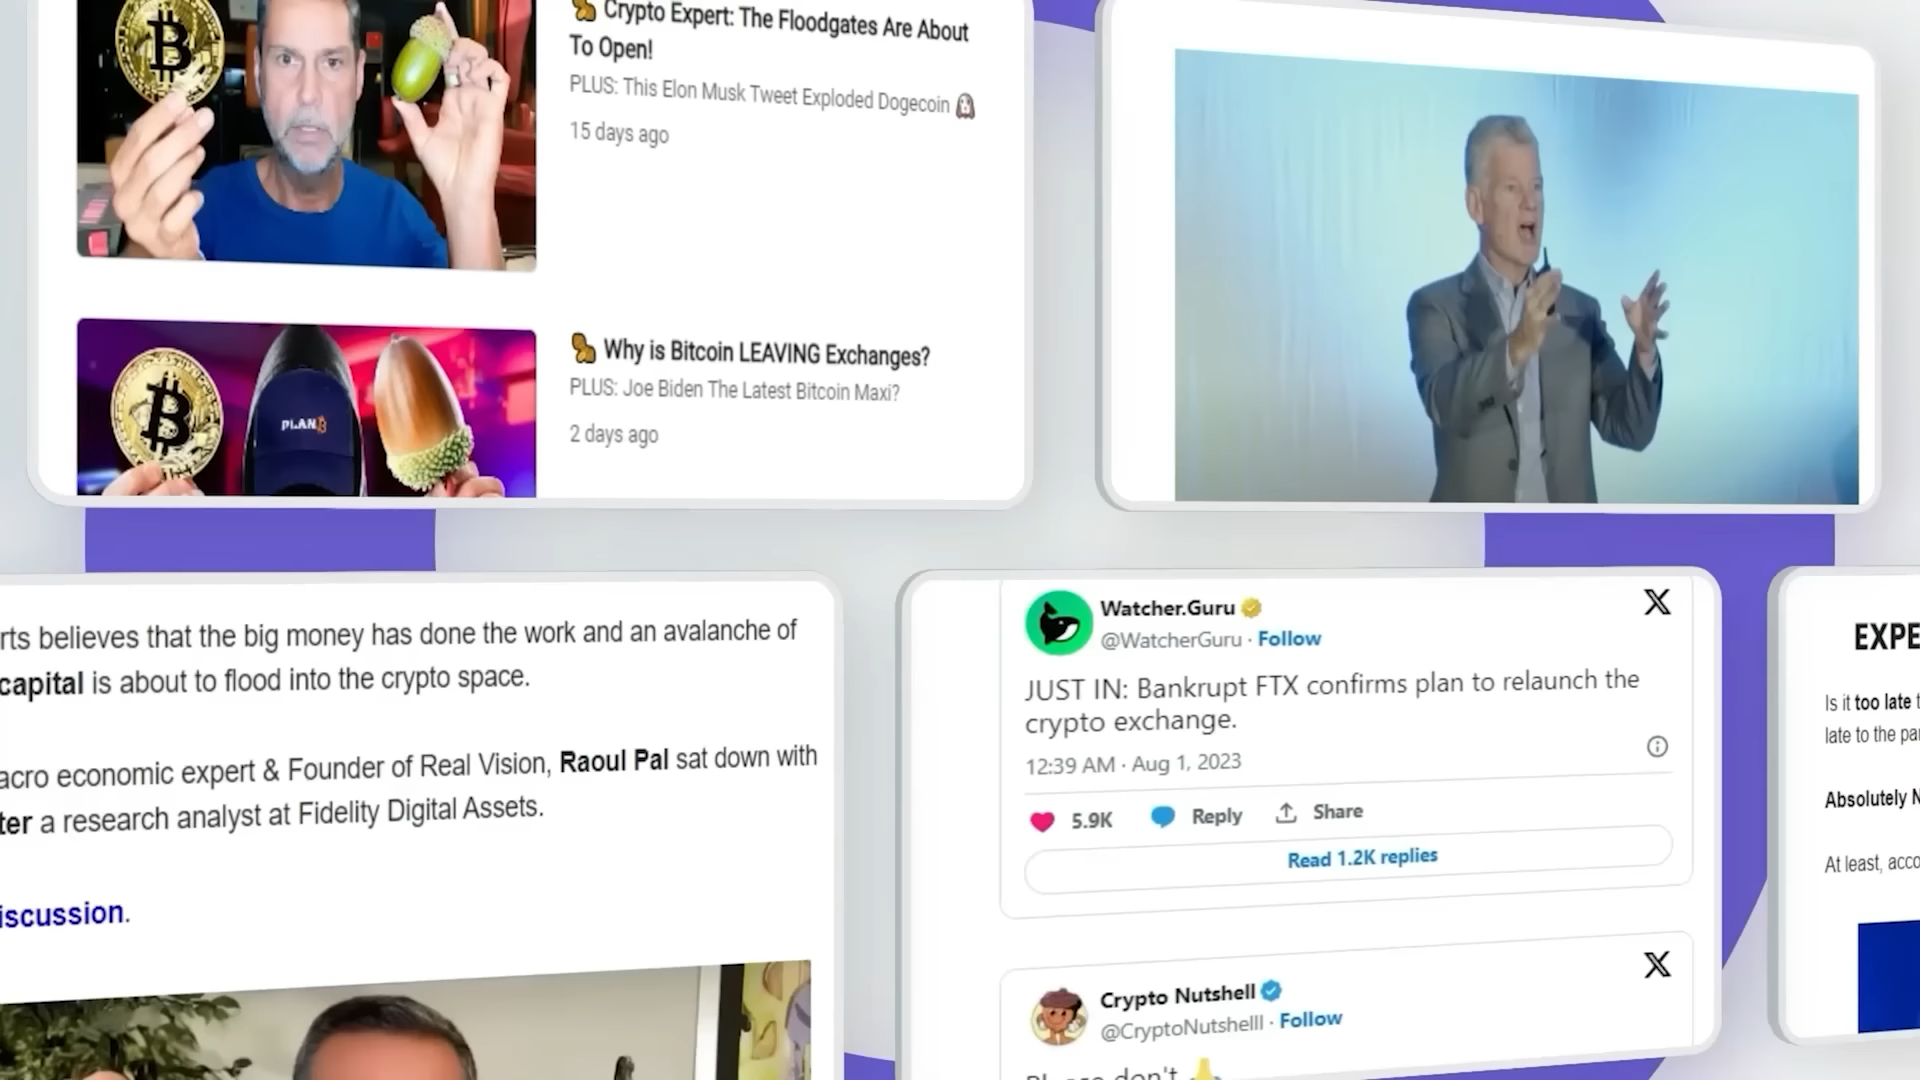 Crypto Expert: The Floodgates Are About
To Open!
PLUS: This Elon Musk Tweet Exploded Dogecoin
15 days ago
PLAN B
Why is Bitcoin LEAVING Exchanges?
PLUS: Joe Biden The Latest Bitcoin Maxi?
2 days ago
rts believes that the big money has done the work and an avalanche of
capital is about to flood into the crypto space.
acro economic expert & Founder of Real Vision, Raoul Pal sat down with
ter a research analyst at Fidelity Digital Assets.
iscussion.
Watcher.Guru
@WatcherGuru · Follow
JUST IN: Bankrupt FTX confirms plan to relaunch the
crypto exchange.
12:39 AM · Aug 1, 2023
5.9K Reply Share
Read 1.2K replies
Crypto Nutshell
@CryptoNutshelll · Follow
don't
EXPE
Is it too late t
late to the pa
Absolutely N
At least, acco